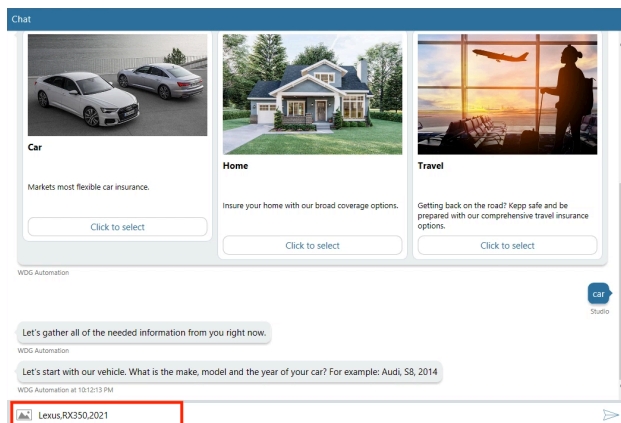 Chat
Car
Markets most flexible car insurance.
Click to select
Home
Insure your home with our broad coverage options.
Click to select
Travel
Getting back on the road? Kepp safe and be
prepared with our comprehensive travel insurance
options.
Click to select
WDG Automation
car
Studio
Let's gather all of the needed information from you right now.
WDG Automation
Let's start with our vehicle. What is the make, model and the year of your car? For example: Audi, S8, 2014
WDG Automation at 10:12:13 PM
Lexus,RX350,2021